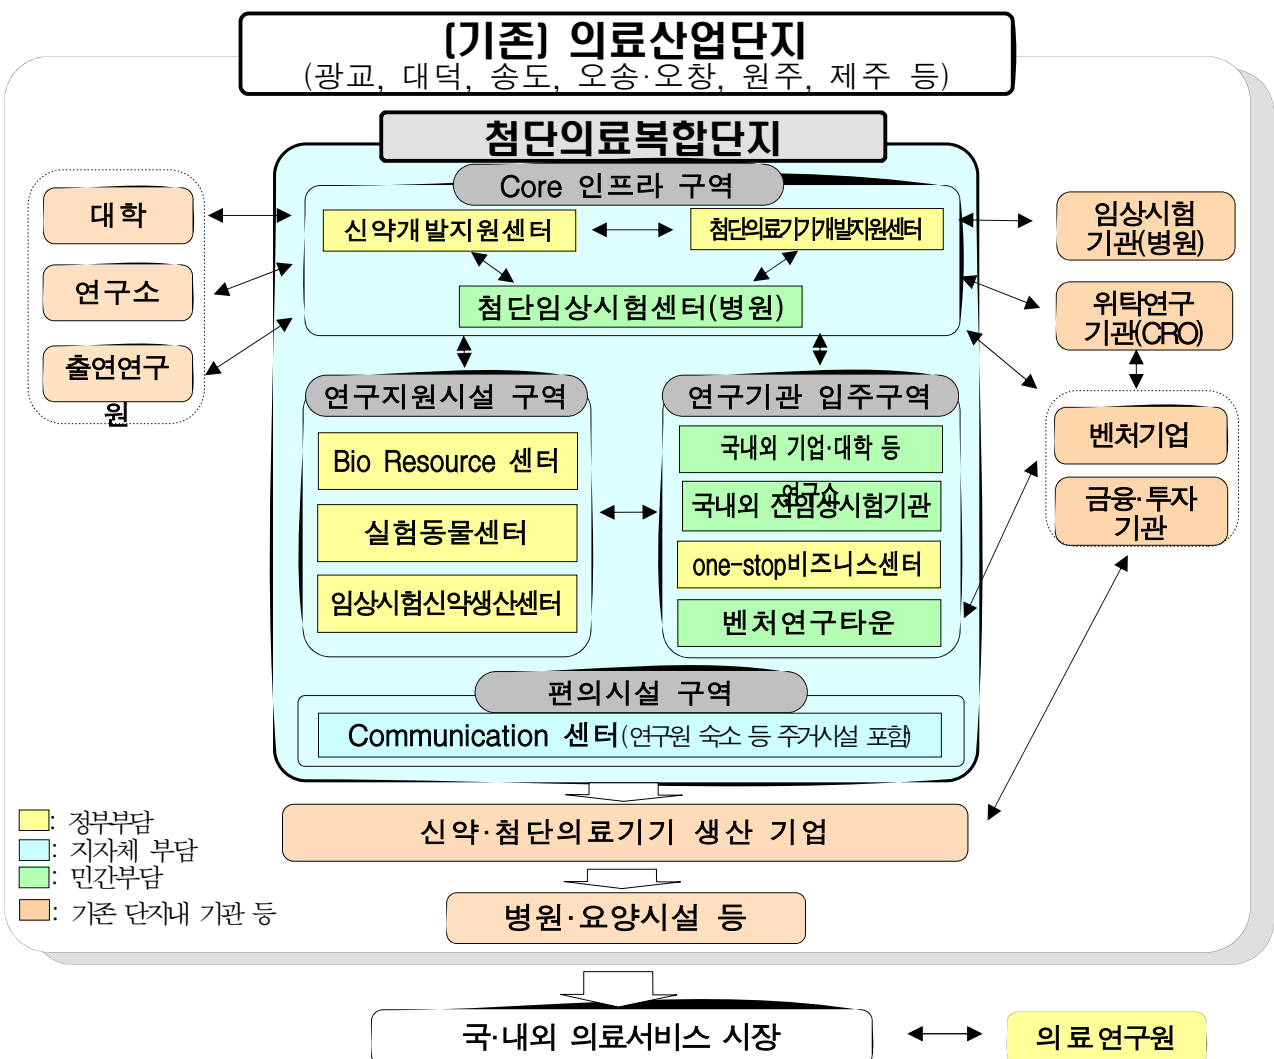 (기존) 의료산업단지
(광교, 대덕, 송도, 오송·오창, 원주, 제주 등)
첨단의료복합단지
Core 인프라 구역
신약개발지원센터
첨단의료기기개발지원센터
첨단임상시험센터(병원)
대학
연구소
출연연구
원
임상시험
기관(병원)
위탁연구
기관(CRO)
벤처기업
금융·투자
기관
연구지원시설 구역
Bio Resource 센터
실험동물센터
임상시험신약생산센터
연구기관 입주구역
국내외 기업·대학 등
연구소
국내외 전임상시험기관
one-stop비즈니스센터
벤처연구타운
편의시설 구역
Communication 센터(연구원 숙소 등 주거시설 포함)
신약·첨단의료기기 생산 기업
병원·요양시설 등
: 정부부담
: 지자체 부담
: 민간부담
: 기존 단지내 기관 등
국·내외 의료서비스 시장
의료연구원